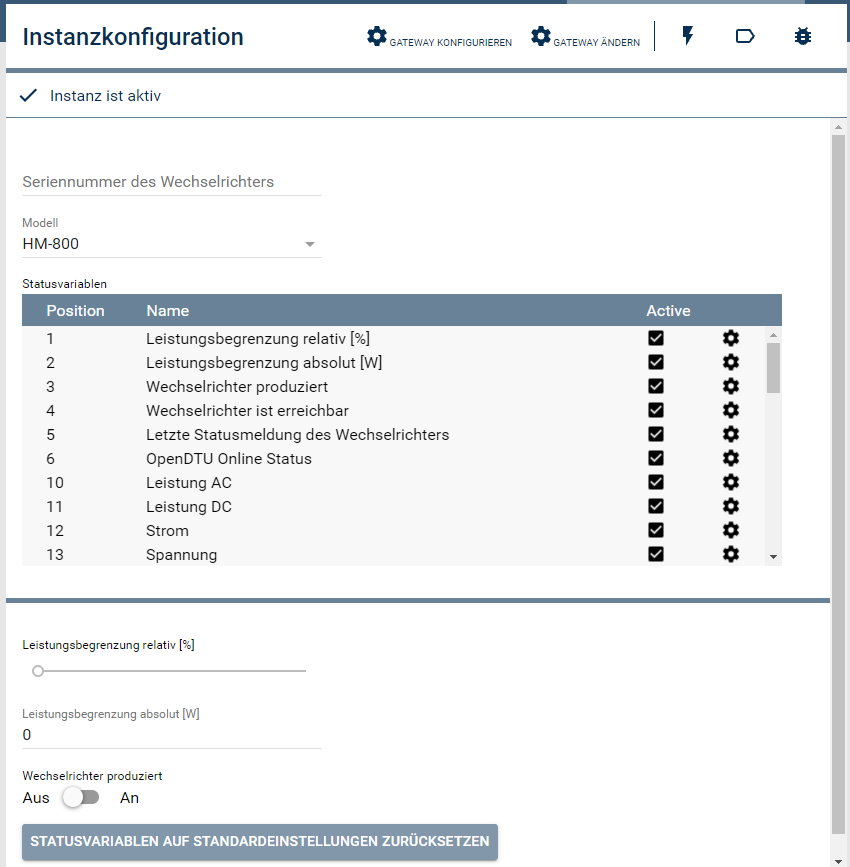 Instanzkonfiguration
GATEWAY KONFIGURIEREN
GATEWAY ÄNDERN
Instanz ist aktiv
Seriennummer des Wechselrichters
Modell
HM-800
Statusvariablen
Position Name Active
1 Leistungsbegrenzung relativ [%]
2 Leistungsbegrenzung absolut [W]
3 Wechselrichter produziert
4 Wechselrichter ist erreichbar
5 Letzte Statusmeldung des Wechselrichters
6 OpenDTU Online Status
10 Leistung AC
11 Leistung DC
12 Strom
13 Spannung
Leistungsbegrenzung relativ [%]
Leistungsbegrenzung absolut [W]
0
Wechselrichter produziert
Aus An
STATUSVARIABLEN AUF STANDARDEINSTELLUNGEN ZURÜCKSETZEN